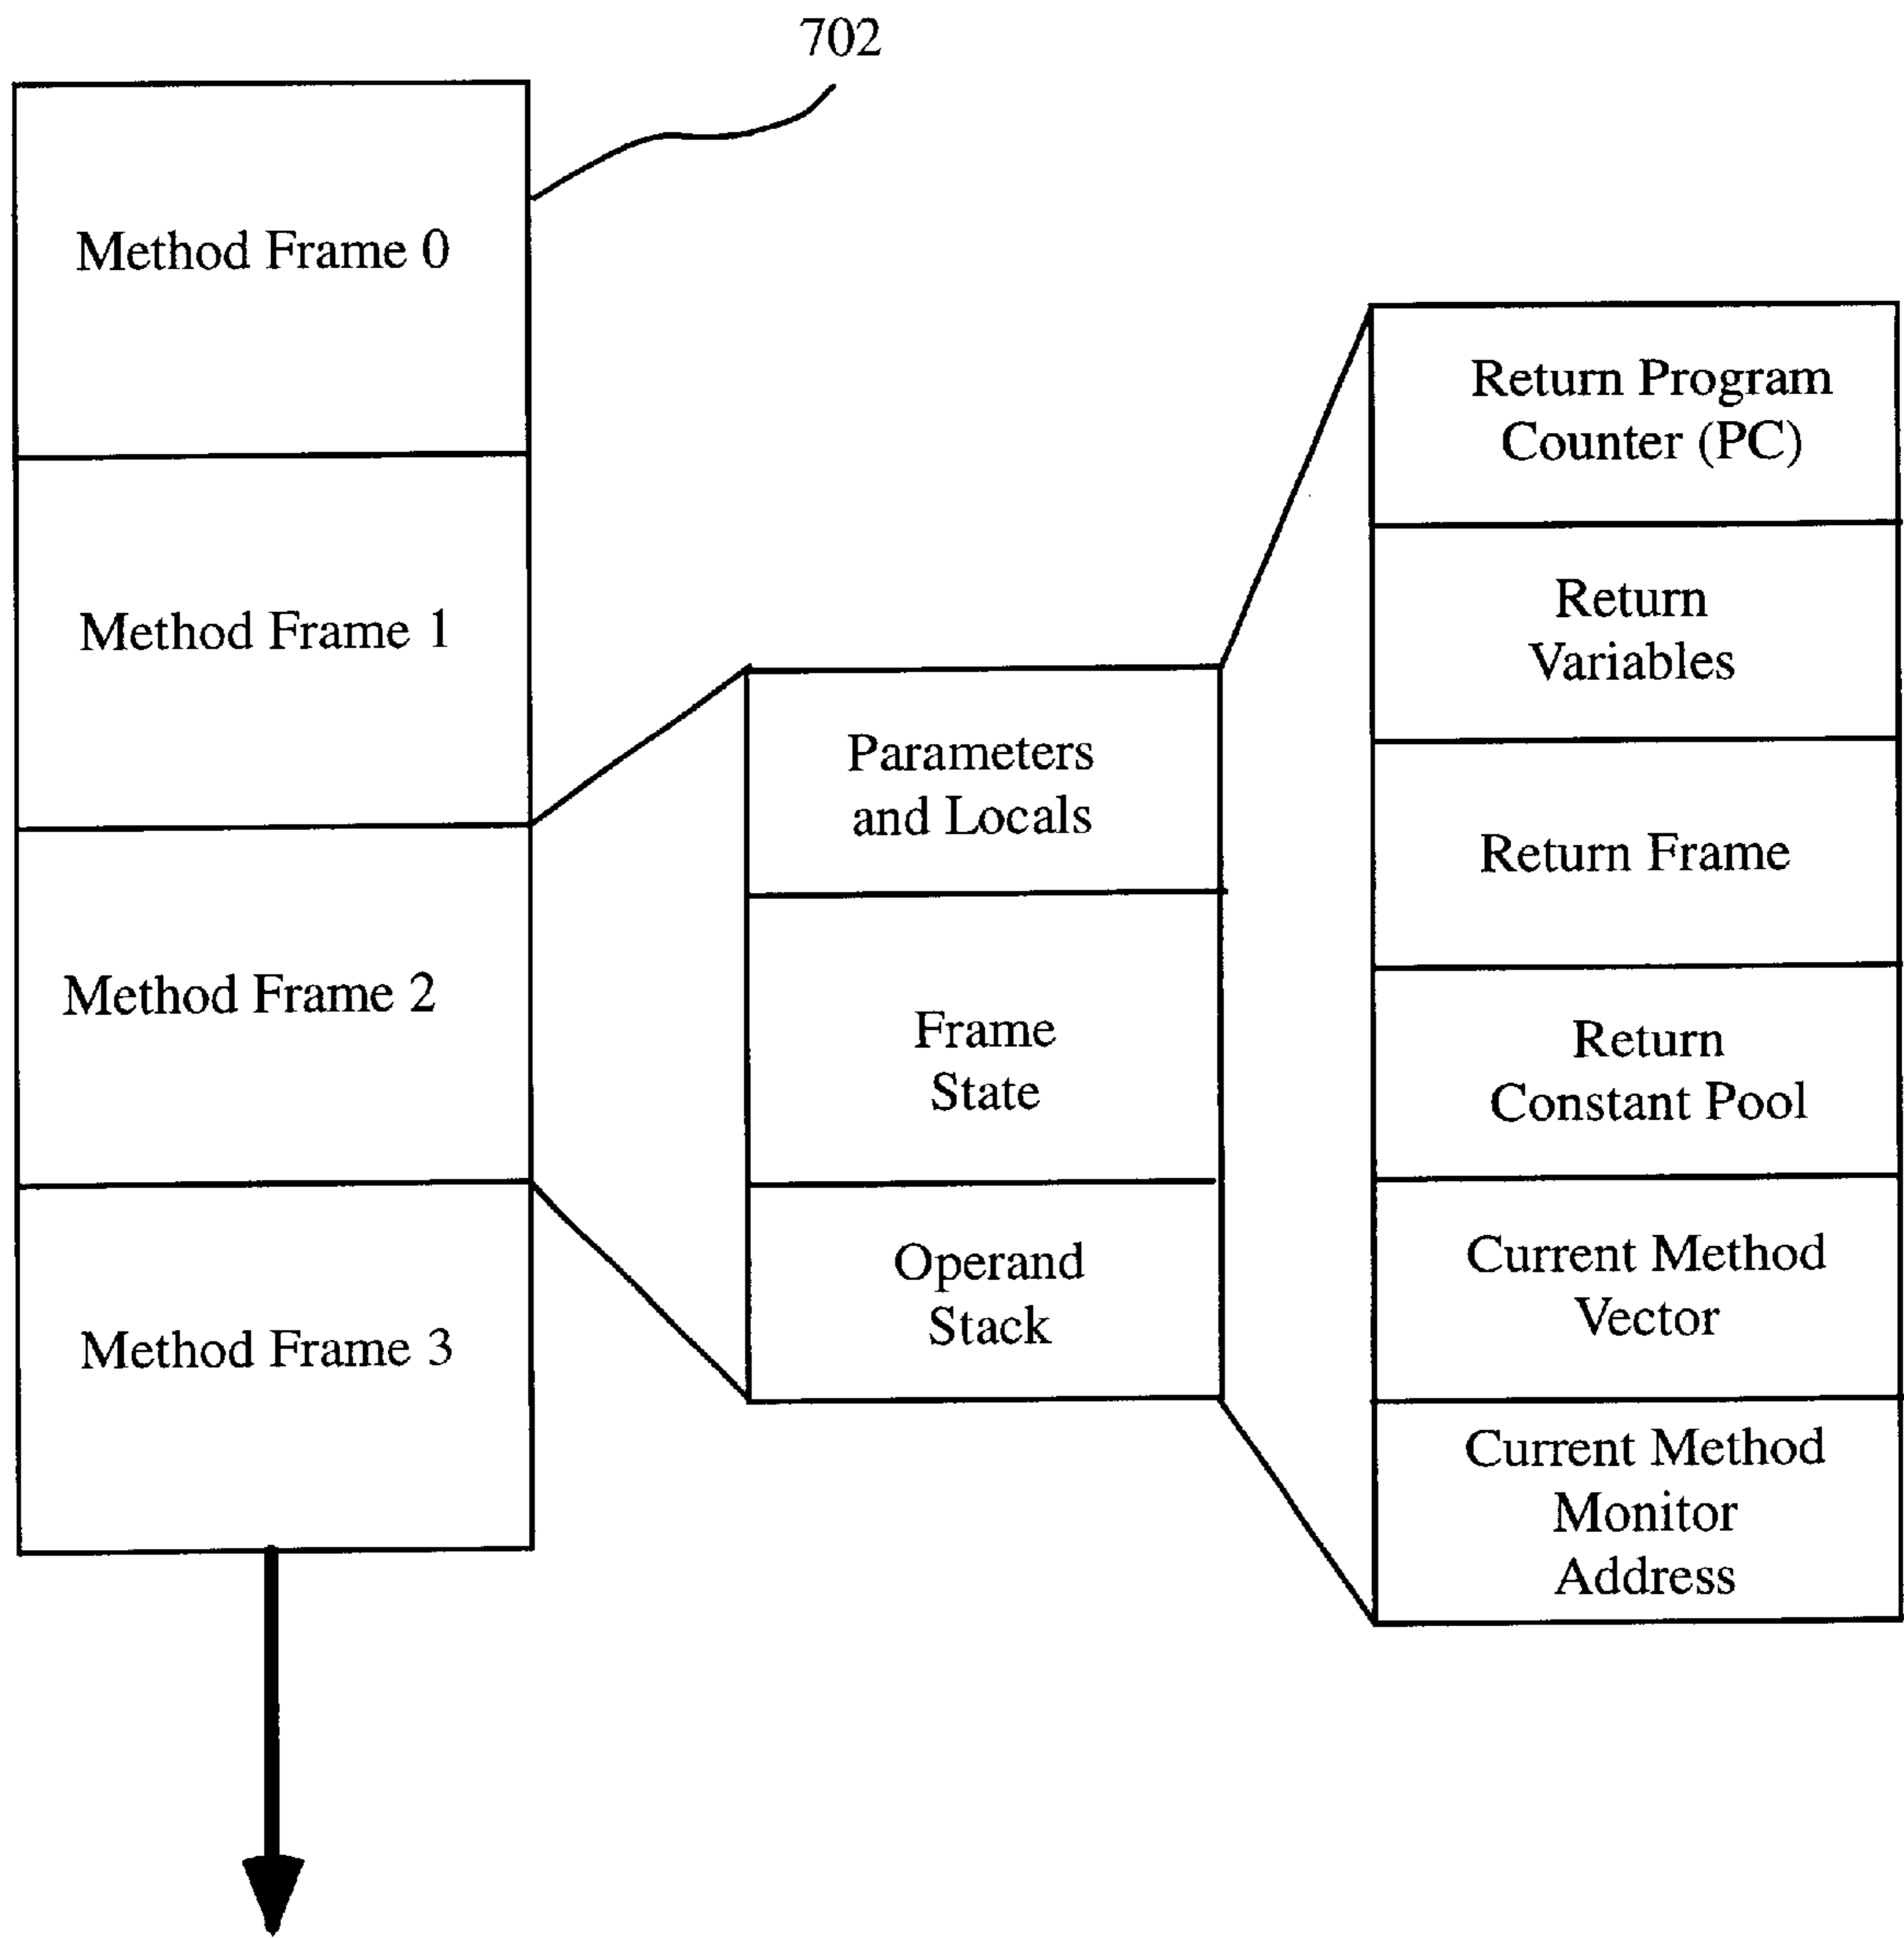 702
Method Frame 0
Method Frame 1
Method Frame 2
Method Frame 3
Parameters
and Locals
Frame
State
Operand
Stack
Return Program
Counter (PC)
Return
Variables
Return Frame
Return
Constant Pool
Current Method
Vector
Current Method
Monitor
Address